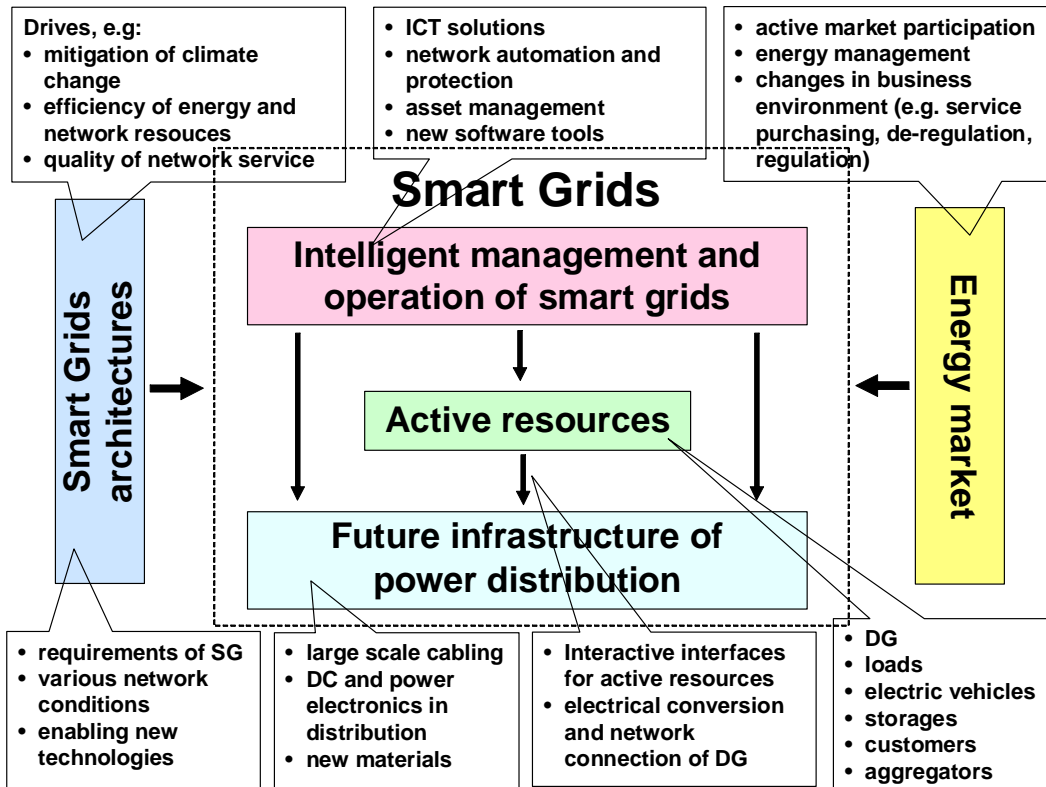 Drives, e.g:
• mitigation of climate
change
• efficiency of energy and
network resouces
• quality of network service
• ICT solutions
• network automation and
protection
• asset management
• new software tools
• active market participation
• energy management
• changes in business
environment (e.g. service
purchasing, de-regulation,
regulation)
Smart Grids
Intelligent management and
operation of smart grids
Smart Grids
architectures
Active resources
Energy market
Future infrastructure of
power distribution
• requirements of SG
• various network
conditions
• enabling new
technologies
• large scale cabling
• DC and power
electronics in
distribution
• new materials
• Interactive interfaces
for active resources
• electrical conversion
and network
connection of DG
• DG
• loads
• electric vehicles
• storages
• customers
• aggregators